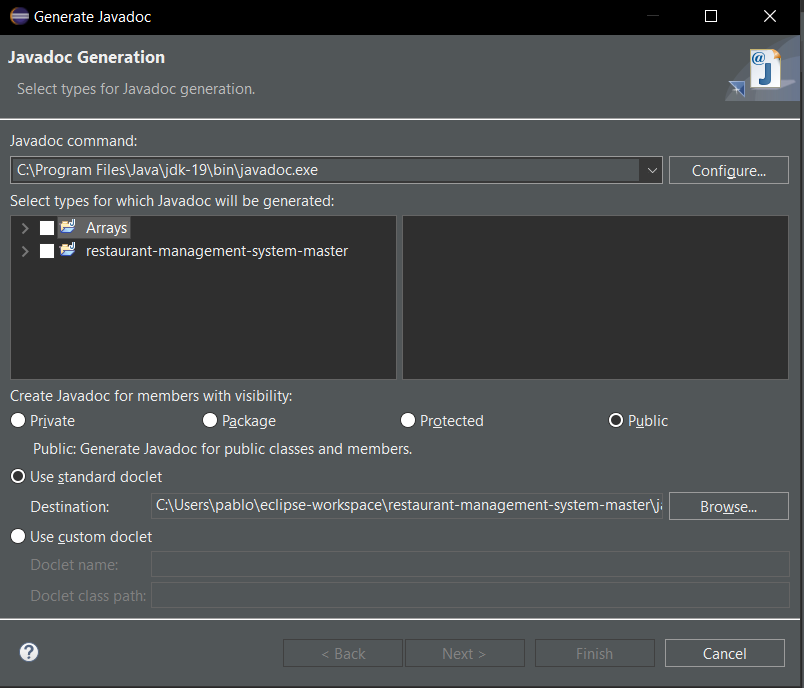 Generate Javadoc
Javadoc Generation
Select types for Javadoc generation.
@
J
Javadoc command:
C:\Program Files\Java\jdk-19\bin\javadoc.exe
Configure...
Select types for which Javadoc will be generated:
Arrays
restaurant-management-system-master
Create Javadoc for members with visibility:
Private Package Protected Public
Public: Generate Javadoc for public classes and members.
Use standard doclet
Destination: C:\Users\pablo\eclipse-workspace\restaurant-management-system-master\ja Browse...
Use custom doclet
Doclet name:
Doclet class path:
? < Back Next > Finish Cancel